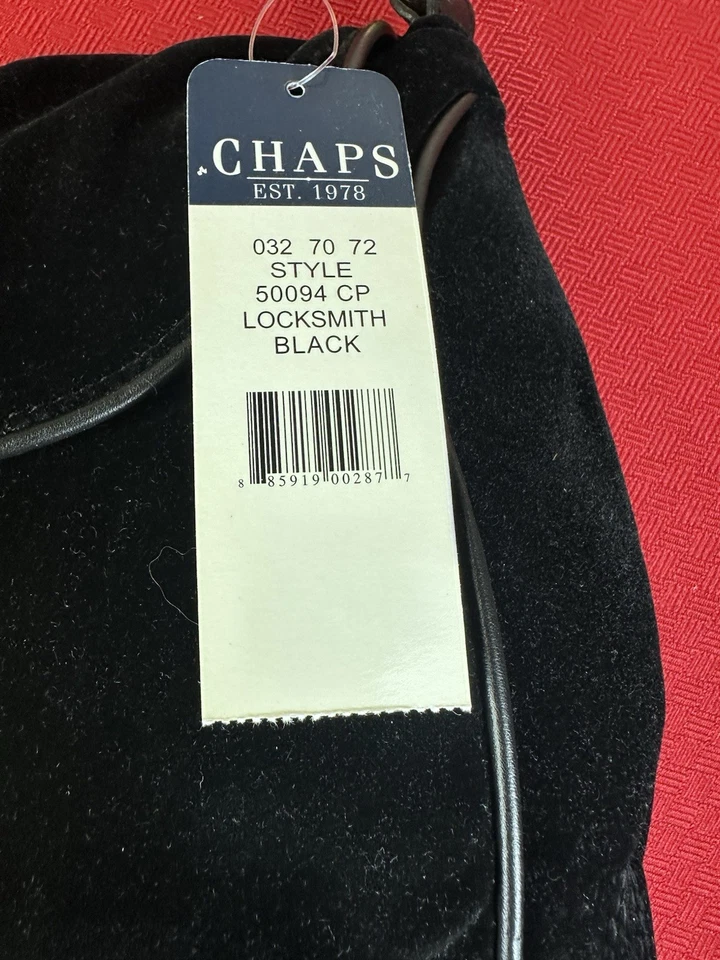 CHAPS
EST. 1978
032 70 72
STYLE
50094 CP
LOCKSMITH
BLACK
8 85919 00287 7